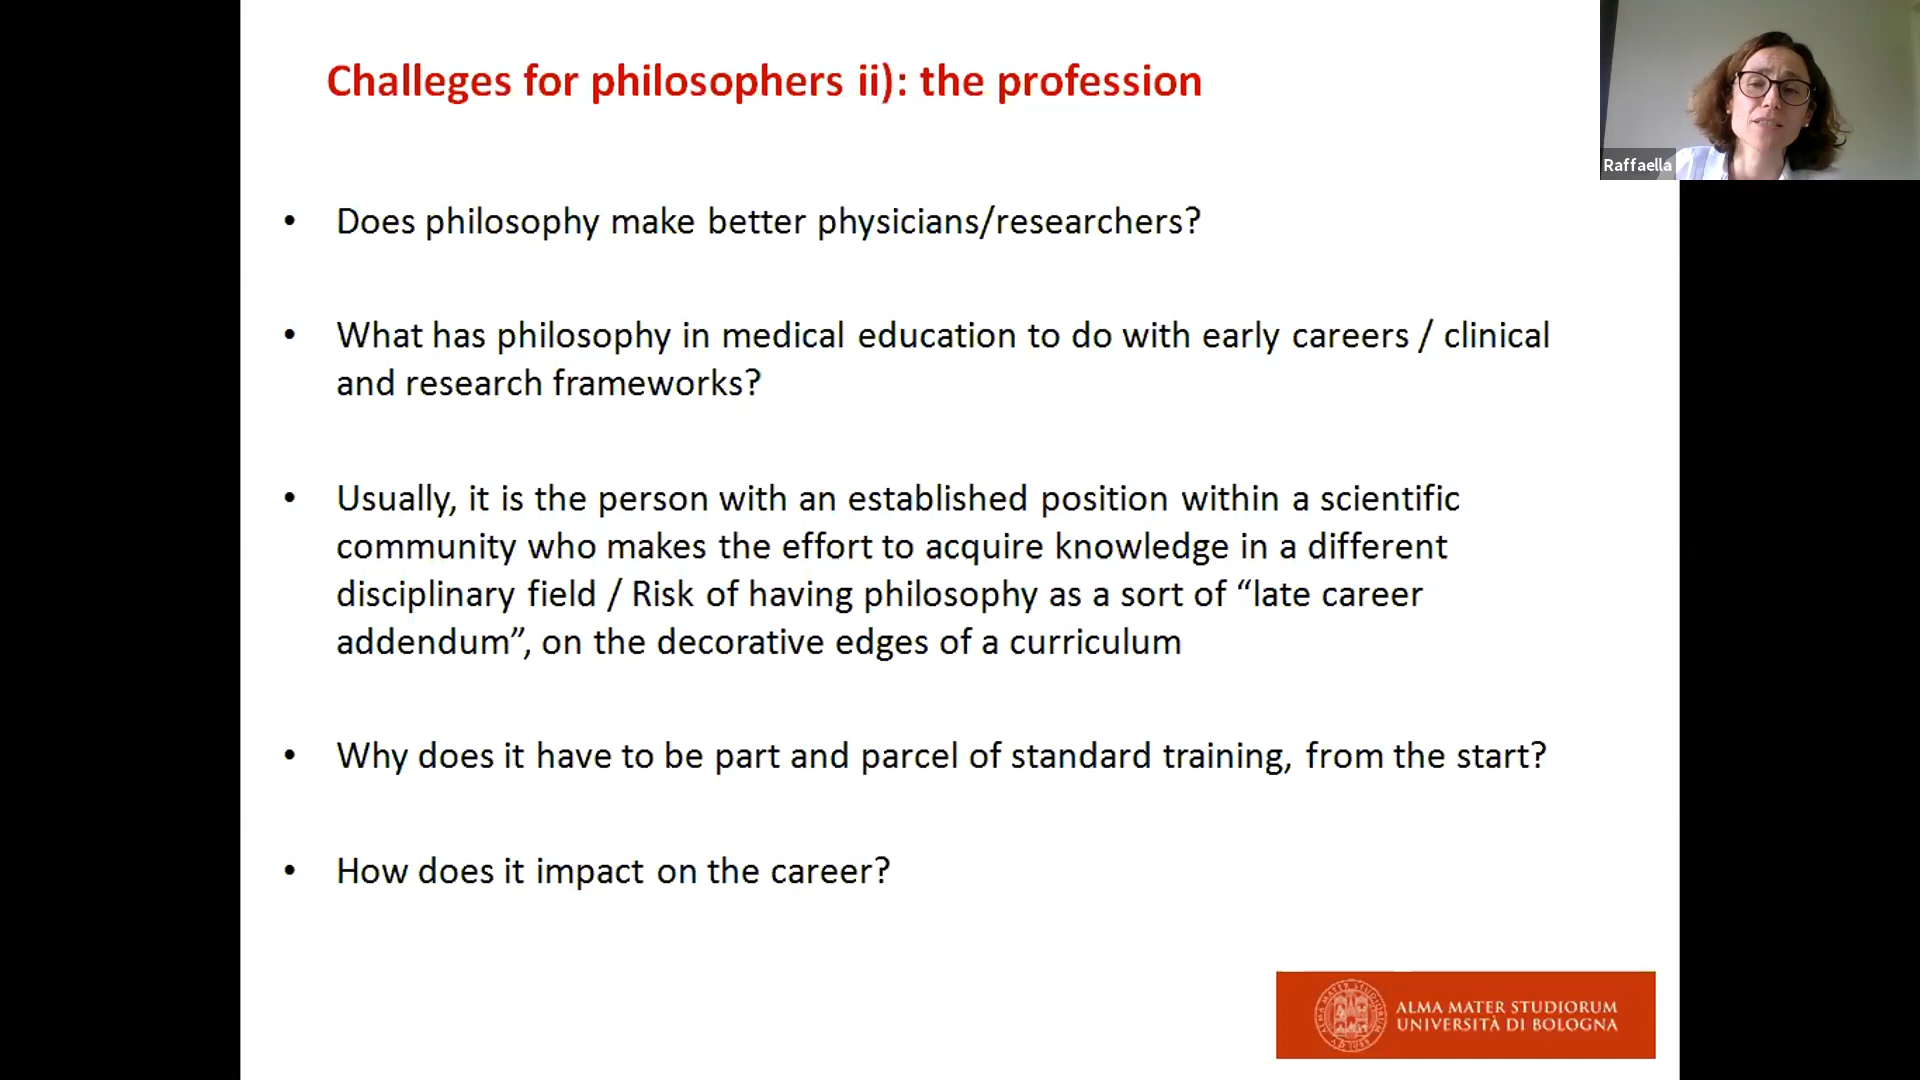 Challeges for philosophers ii): the profession
Raffaella
• Does philosophy make better physicians/researchers?
• What has philosophy in medical education to do with early careers / clinical
and research frameworks?
• Usually, it is the person with an established position within a scientific
community who makes the effort to acquire knowledge in a different
disciplinary field / Risk of having philosophy as a sort of “late career
addendum”, on the decorative edges of a curriculum
• Why does it have to be part and parcel of standard training, from the start?
• How does it impact on the career?
ALMA MATER STUDIORUM
UNIVERSITÀ DI BOLOGNA